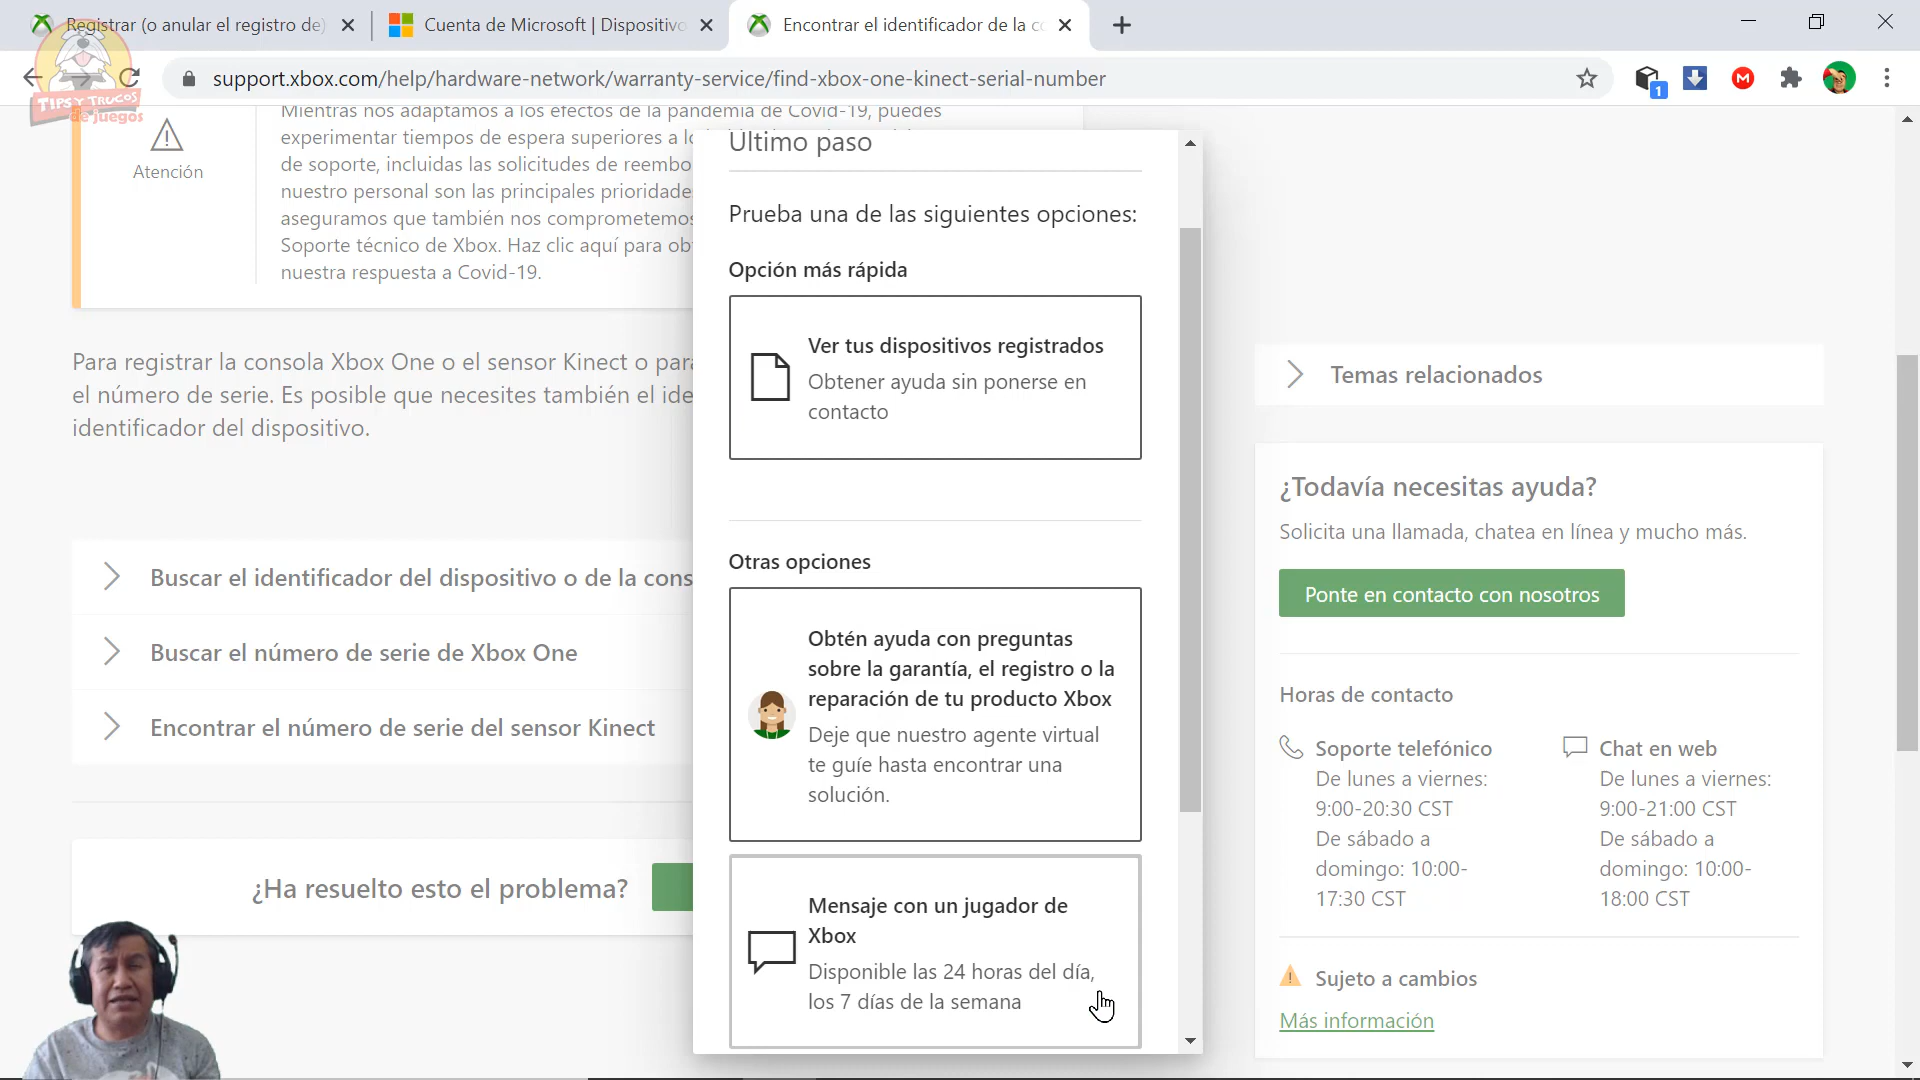 Registrar (o anular el registro de)
Cuenta de Microsoft | Dispositivo
Encontrar el identificador de la co
support.xbox.com/help/hardware-network/warranty-service/find-xbox-one-kinect-serial-number
1
M
TIPS Y TRUCOS
de juegos
Atención
Mientras nos adaptamos a los efectos de la pandemia de Covid-19, puedes
experimentar tiempos de espera superiores a lo
de soporte, incluidas las solicitudes de reembo
nuestro personal son las principales prioridade
aseguramos que también nos comprometemos
Soporte técnico de Xbox. Haz clic aquí para ob
nuestra respuesta a Covid-19.
Para registrar la consola Xbox One o el sensor Kinect o para
el número de serie. Es posible que necesites también el ide
identificador del dispositivo.
Buscar el identificador del dispositivo o de la cons
Buscar el número de serie de Xbox One
Encontrar el número de serie del sensor Kinect
¿Ha resuelto esto el problema?
Último paso
Prueba una de las siguientes opciones:
Opción más rápida
Ver tus dispositivos registrados
Obtener ayuda sin ponerse en
contacto
Otras opciones
Obtén ayuda con preguntas
sobre la garantía, el registro o la
reparación de tu producto Xbox
Deje que nuestro agente virtual
te guíe hasta encontrar una
solución.
Mensaje con un jugador de
Xbox
Disponible las 24 horas del día,
los 7 días de la semana
Temas relacionados
¿Todavía necesitas ayuda?
Solicita una llamada, chatea en línea y mucho más.
Ponte en contacto con nosotros
Horas de contacto
Soporte telefónico
De lunes a viernes:
9:00-20:30 CST
De sábado a
domingo: 10:00-
17:30 CST
Chat en web
De lunes a viernes:
9:00-21:00 CST
De sábado a
domingo: 10:00-
18:00 CST
Sujeto a cambios
Más información